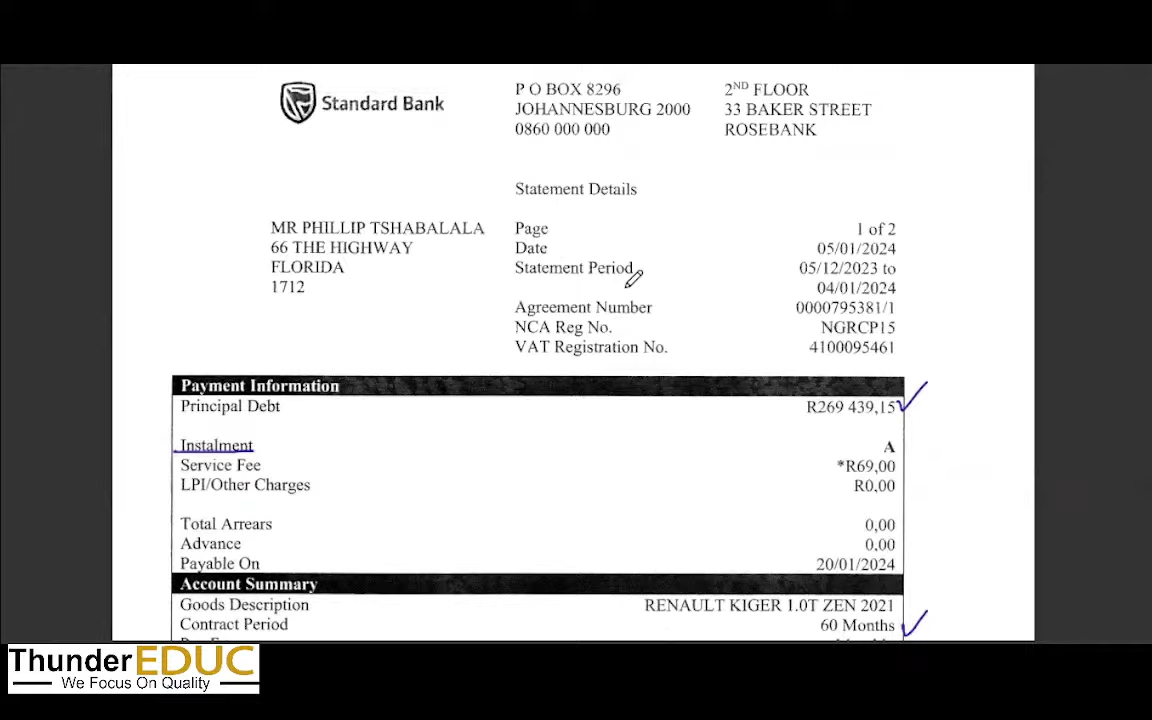 Standard Bank
P O BOX 8296
JOHANNESBURG 2000
0860 000 000
2ND FLOOR
33 BAKER STREET
ROSEBANK
Statement Details
MR PHILLIP TSHABALALA
66 THE HIGHWAY
FLORIDA
1712
Page 1 of 2
Date 05/01/2024
Statement Period 05/12/2023 to
04/01/2024
Agreement Number 0000795381/1
NCA Reg No. NGRCP15
VAT Registration No. 4100095461
Payment Information
Principal Debt R269 439,15
Instalment A
Service Fee *R69,00
LPI/Other Charges R0,00
Total Arrears 0,00
Advance 0,00
Payable On 20/01/2024
Account Summary
Goods Description RENAULT KIGER 1.0T ZEN 2021
Contract Period 60 Months
ThunderEDUC
We Focus On Quality